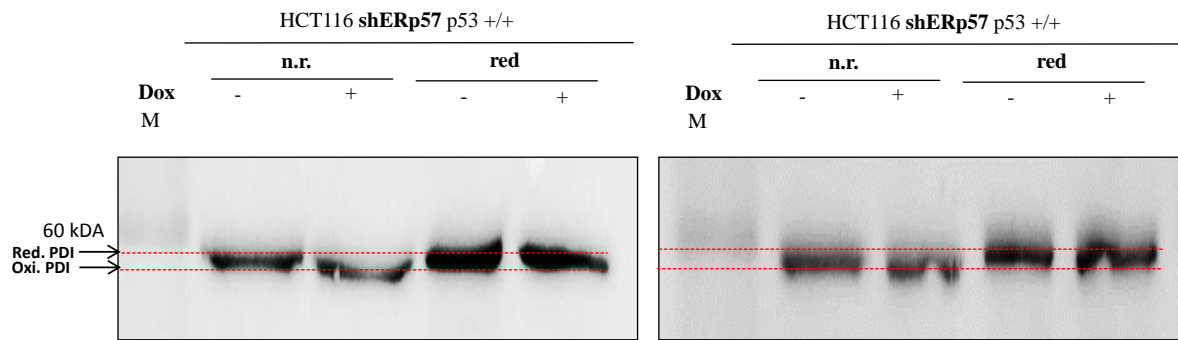 HCT116 shERp57 p53 +/+
n.r. red
Dox - + - +
M
60 kDA
Red. PDI
Oxi. PDI
HCT116 shERp57 p53 +/+
n.r. red
Dox - + - +
M